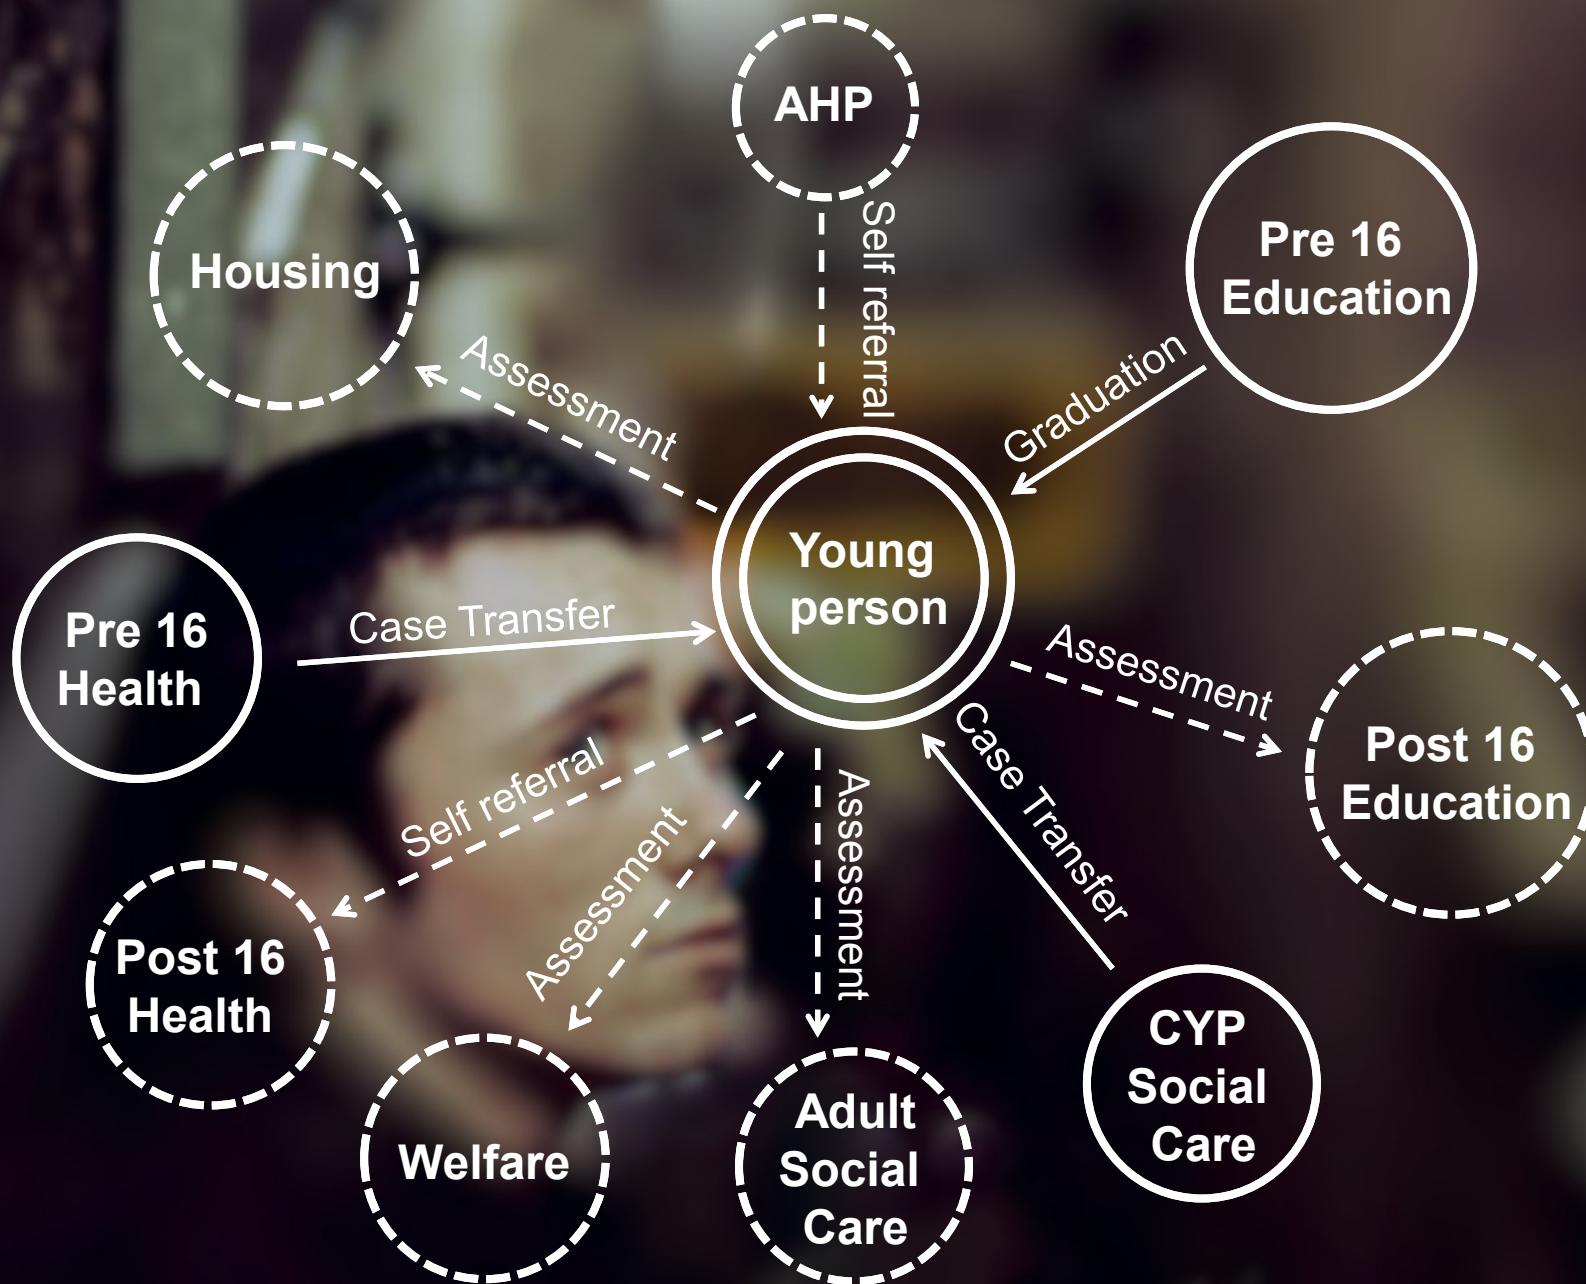 AHP
Self referral
Pre 16
Education
Graduation
Housing
Assessment
Young
person
Pre 16
Health
Case Transfer
Assessment
Post 16
Education
Case Transfer
CYP
Social
Care
Self referral
Post 16
Health
Assessment
Welfare
Assessment
Adult
Social
Care